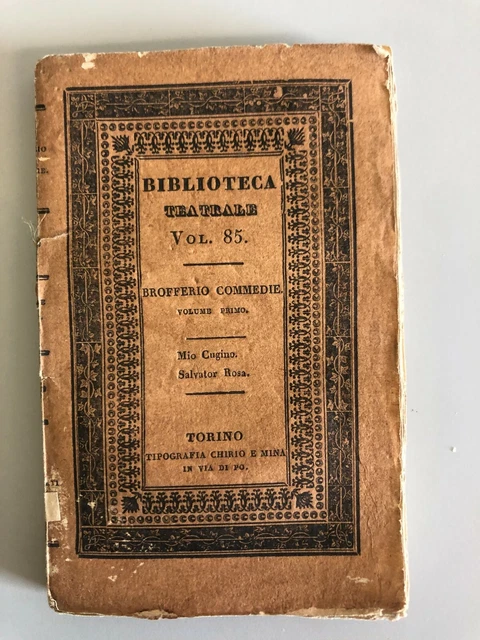 BIBLIOTECA
TEATRALE
VOL. 85.
BROFFERIO COMMEDIE.
VOLUME PRIMO.
Mio Cugino.
Salvator Rosa.
TORINO
TIPOGRAFIA CHIRIO E MINA
IN VIA DI PO.